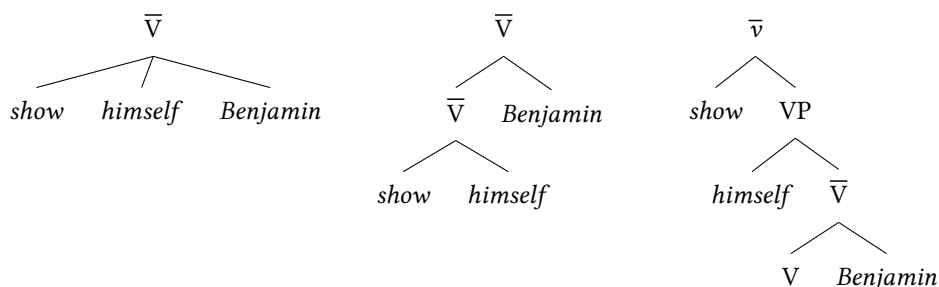 V̅ V̅ v̅
show himself Benjamin V̅ Benjamin show VP
show himself himself V̅
V Benjamin